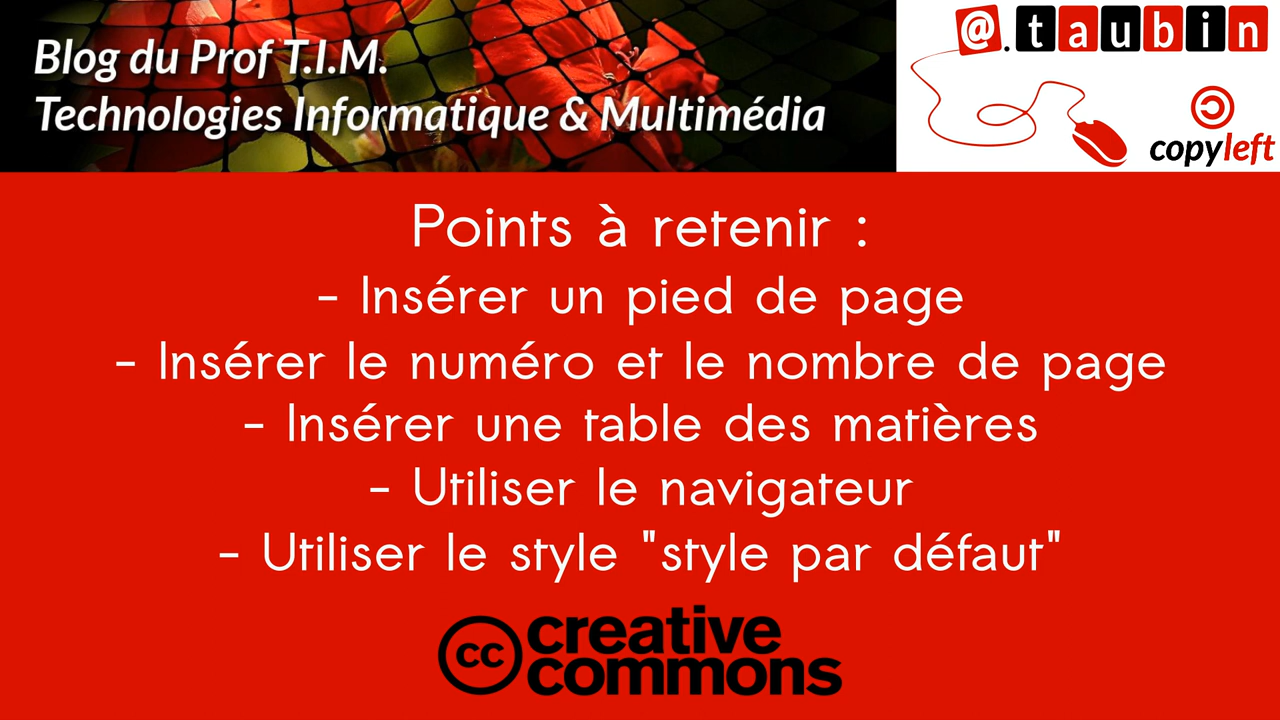 Blog du Prof T.I.M.
Technologies Informatique & Multimédia
@.taubin
copyleft
Points à retenir :
- Insérer un pied de page
- Insérer le numéro et le nombre de page
- Insérer une table des matières
- Utiliser le navigateur
- Utiliser le style "style par défaut"
cc creative
commons